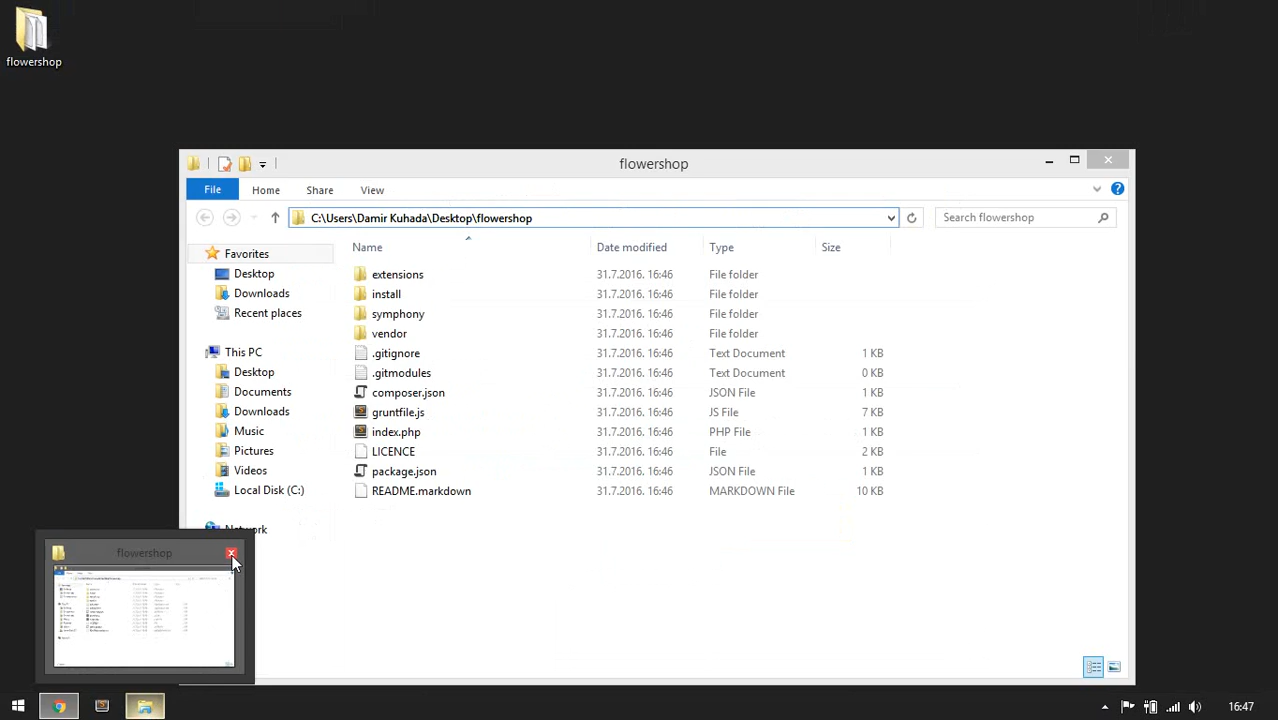 flowershop
flowershop
File Home Share View
C:\Users\Damir Kuhada\Desktop\flowershop Search flowershop
Name Date modified Type Size
Favorites
Desktop
Downloads
Recent places
This PC
Desktop
Documents
Downloads
Music
Pictures
Videos
Local Disk (C:)
Network
extensions 31.7.2016. 16:46 File folder
install 31.7.2016. 16:46 File folder
symphony 31.7.2016. 16:46 File folder
vendor 31.7.2016. 16:46 File folder
.gitignore 31.7.2016. 16:46 Text Document 1 KB
.gitmodules 31.7.2016. 16:46 Text Document 0 KB
composer.json 31.7.2016. 16:46 JSON File 1 KB
gruntfile.js 31.7.2016. 16:46 JS File 7 KB
index.php 31.7.2016. 16:46 PHP File 1 KB
LICENCE 31.7.2016. 16:46 File 2 KB
package.json 31.7.2016. 16:46 JSON File 1 KB
README.markdown 31.7.2016. 16:46 MARKDOWN File 10 KB
flowershop
16:47